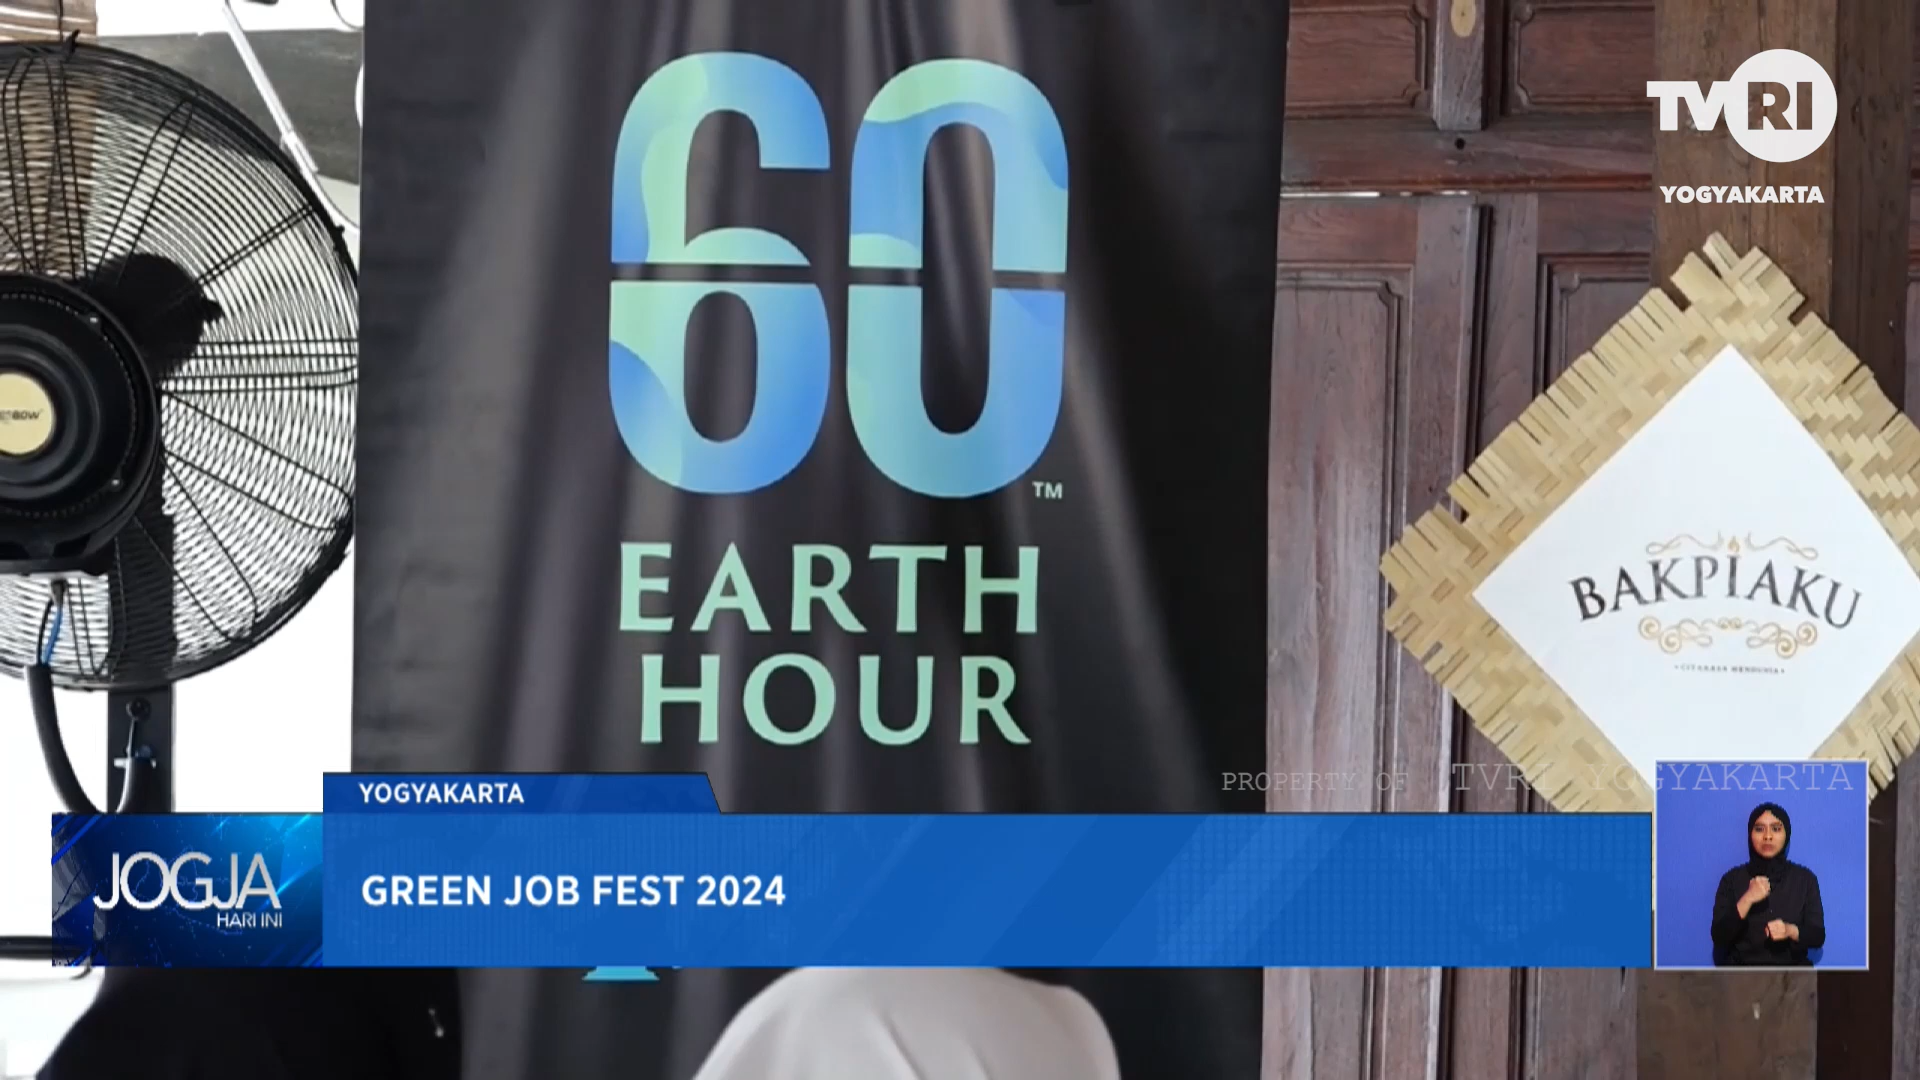 TVRI
YOGYAKARTA
60
TM
EARTH
HOUR
BAKPIAKU
PROPERTY OF TVRI YOGYAKARTA
YOGYAKARTA
JOGJA
HARI INI
GREEN JOB FEST 2024